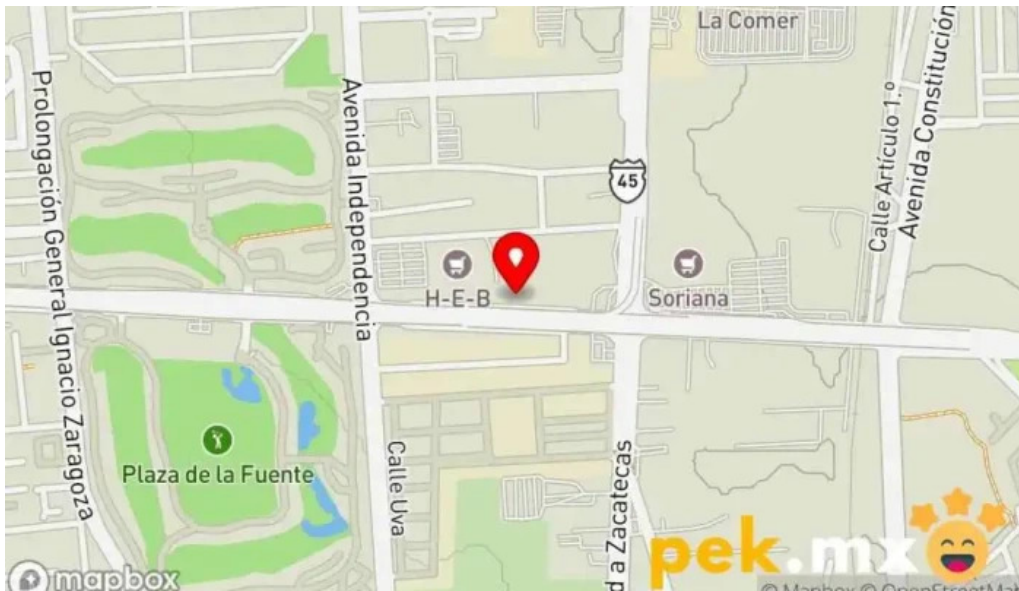 La Comer
Prolongación General Ignacio Zaragoza
Avenida Independencia
45
Calle Artículo 1.º
Avenida Constitución
H-E-B
Soriana
Plaza de la Fuente
Calle Uva
d a Zacatecas
pek.mx
mapbox
© Mapbox © OpenStreetMap